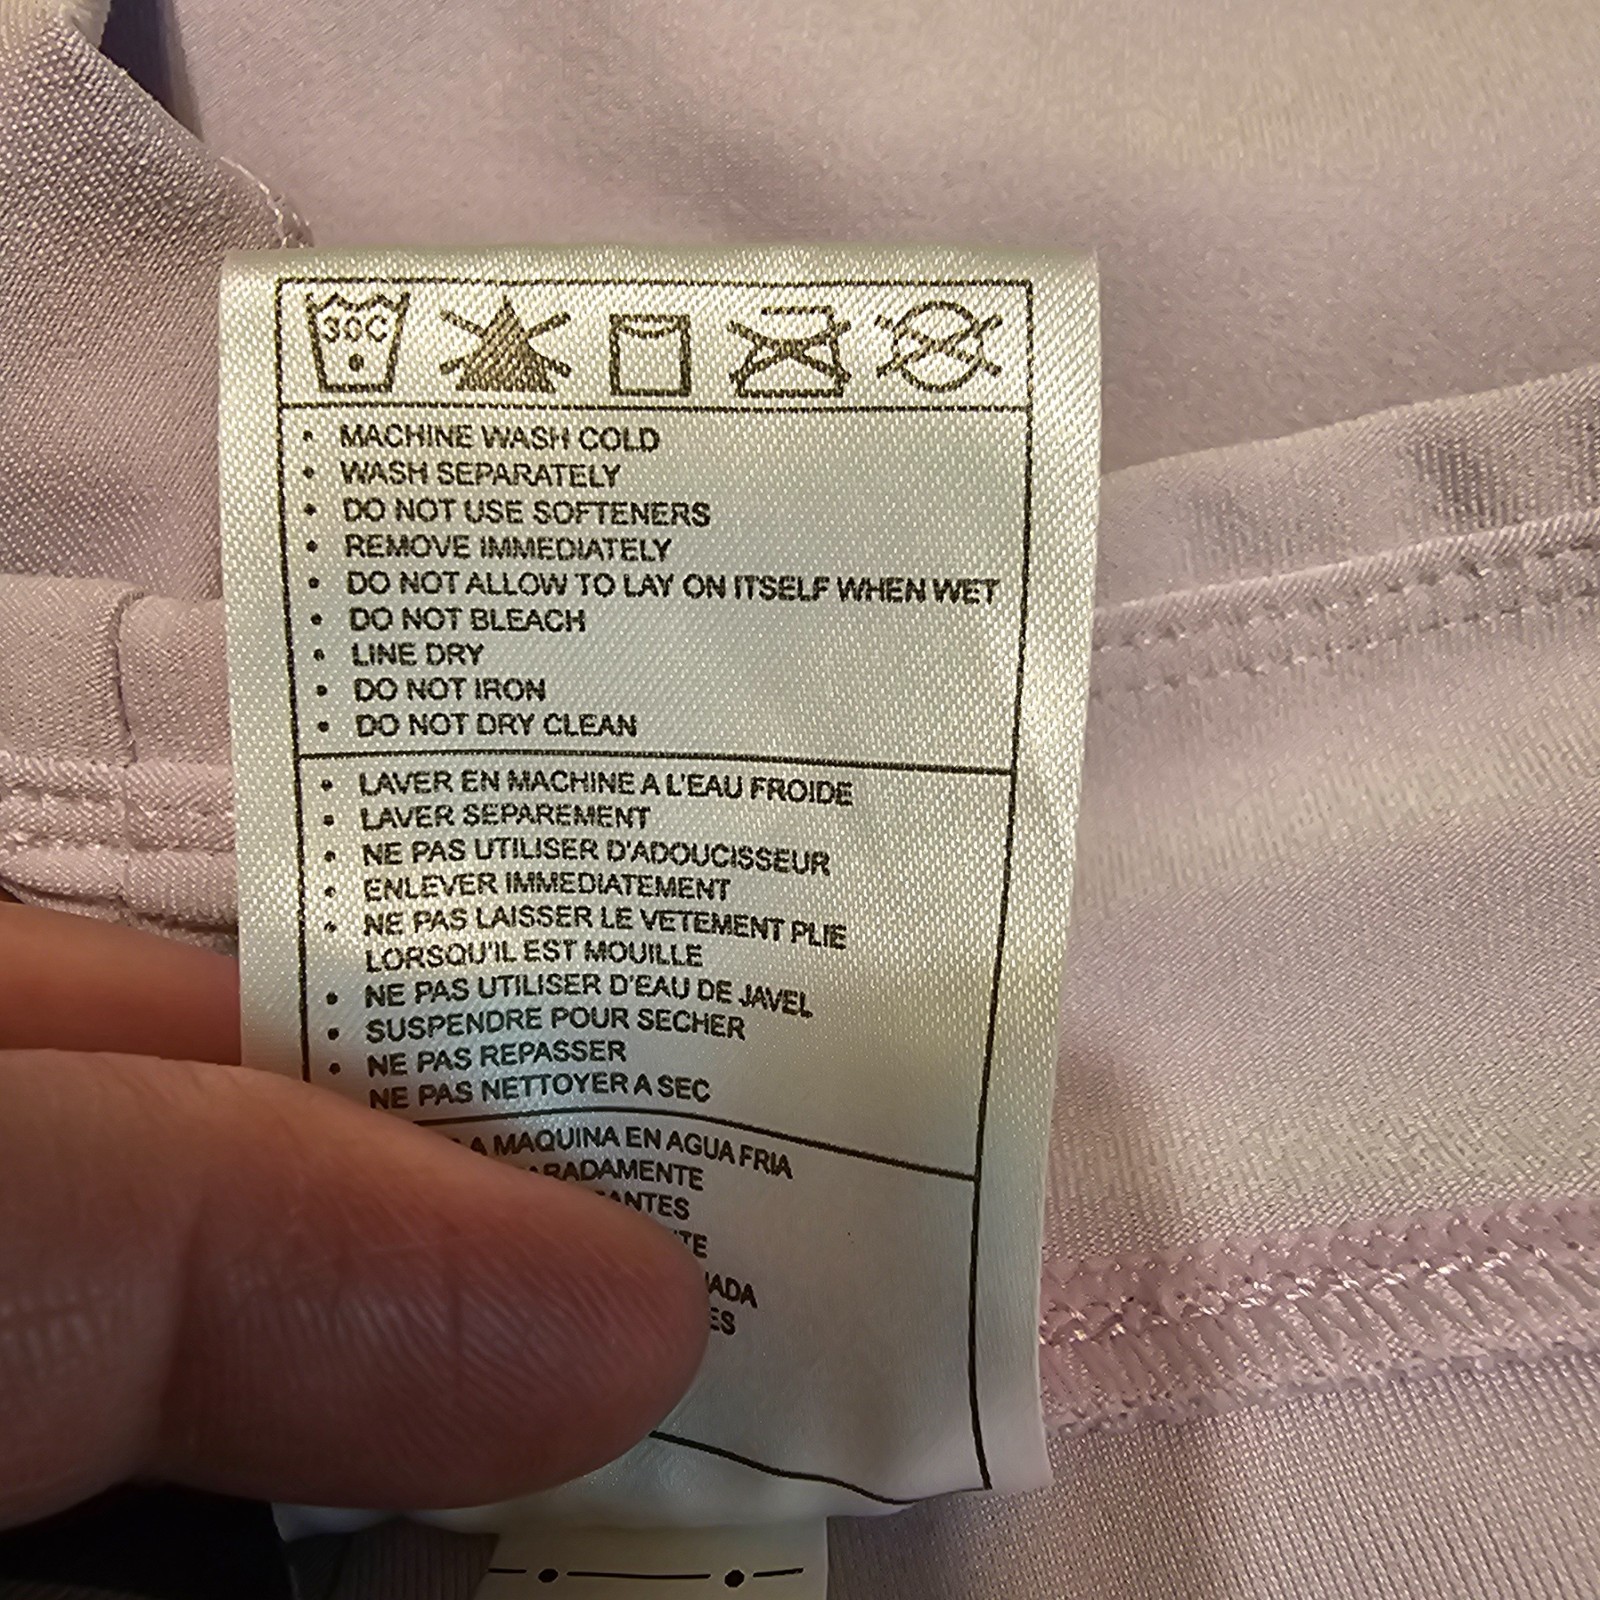 30C
• MACHINE WASH COLD
• WASH SEPARATELY
• DO NOT USE SOFTENERS
• REMOVE IMMEDIATELY
• DO NOT ALLOW TO LAY ON ITSELF WHEN WET
• DO NOT BLEACH
• LINE DRY
• DO NOT IRON
• DO NOT DRY CLEAN
• LAVER EN MACHINE A L'EAU FROIDE
• LAVER SEPAREMENT
• NE PAS UTILISER D'ADOUCISSEUR
• ENLEVER IMMEDIATEMENT
• NE PAS LAISSER LE VETEMENT PLIE
LORSQU'IL EST MOUILLE
• NE PAS UTILISER D'EAU DE JAVEL
• SUSPENDRE POUR SECHER
• NE PAS REPASSER
NE PAS NETTOYER A SEC
A MAQUINA EN AGUA FRIA